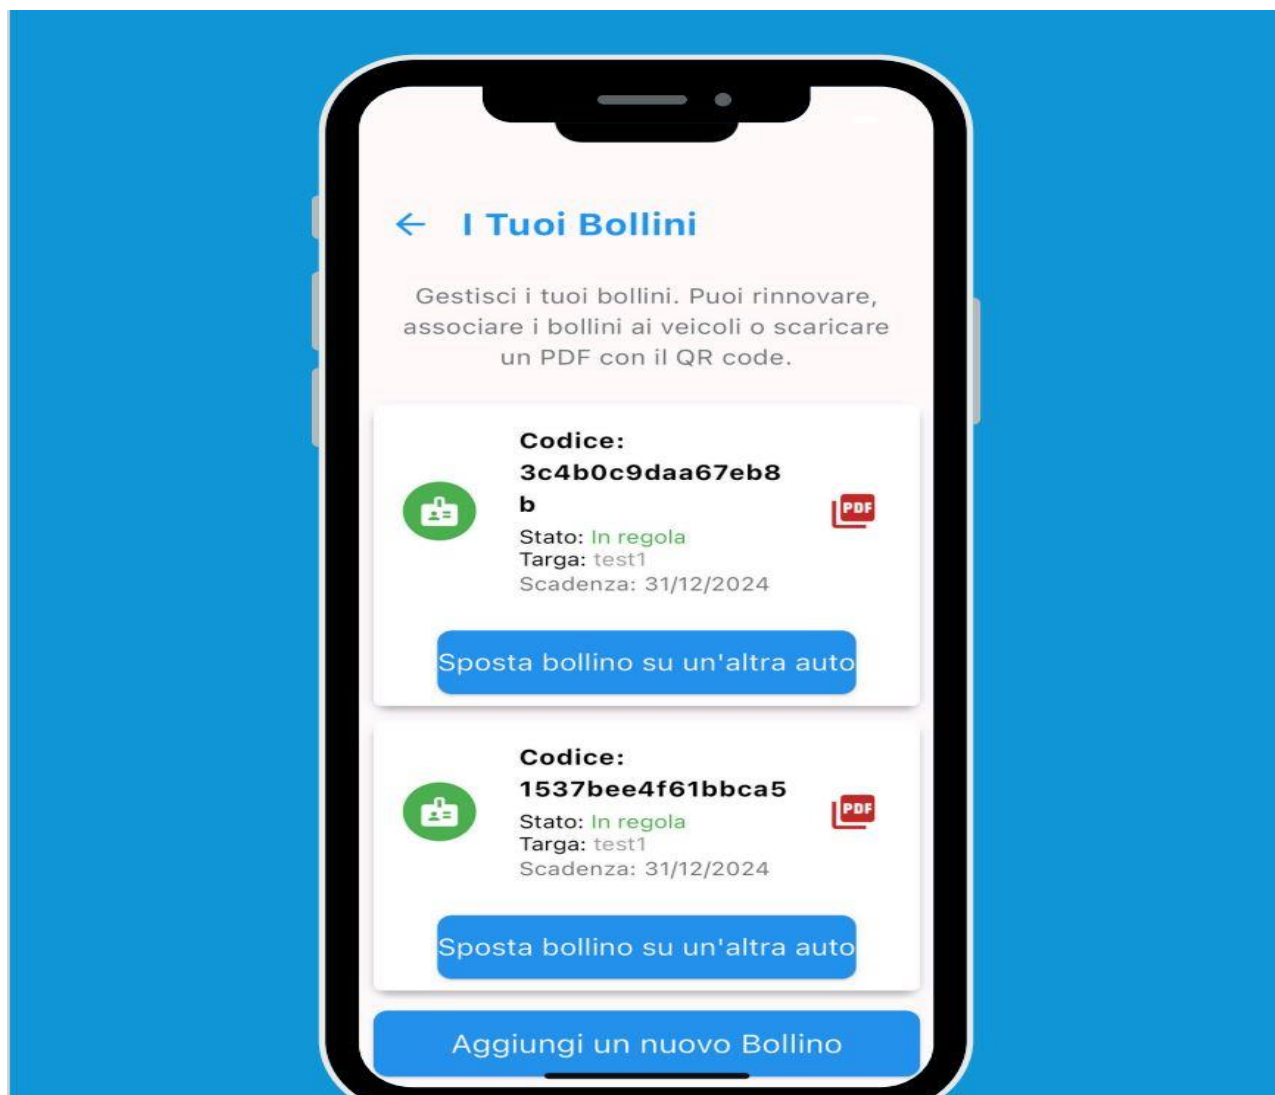 I Tuoi Bollini
Gestisci i tuoi bollini. Puoi rinnovare,
associare i bollini ai veicoli o scaricare
un PDF con il QR code.
Codice:
3c4b0c9daa67eb8
b
PDF
Stato: In regola
Targa: test1
Scadenza: 31/12/2024
Sposta bollino su un'altra auto
Codice:
1537bee4f61bbca5
PDF
Stato: In regola
Targa: test1
Scadenza: 31/12/2024
Sposta bollino su un'altra auto
Aggiungi un nuovo Bollino